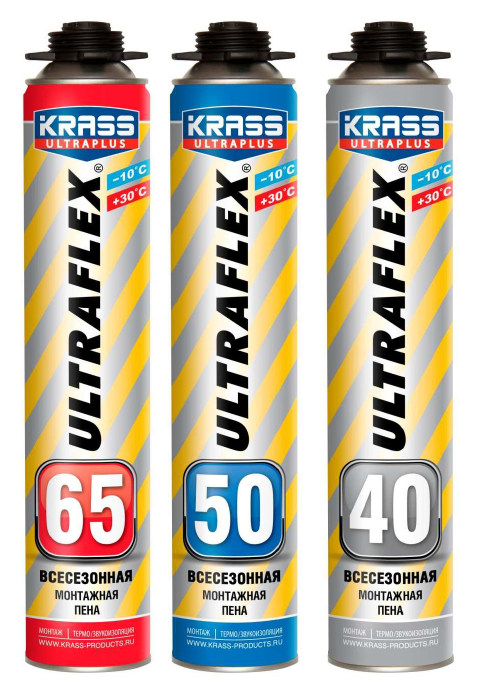 KRASS
ULTRAPLUS
−10°C
+30°C
ULTRAFLEX®
65
ВСЕСЕЗОННАЯ
МОНТАЖНАЯ
ПЕНА
МОНТАЖ | ТЕРМО/ЗВУКОИЗОЛЯЦИЯ
WWW.KRASS-PRODUCTS.RU
KRASS
ULTRAPLUS
−10°C
+30°C
ULTRAFLEX®
50
ВСЕСЕЗОННАЯ
МОНТАЖНАЯ
ПЕНА
МОНТАЖ | ТЕРМО/ЗВУКОИЗОЛЯЦИЯ
WWW.KRASS-PRODUCTS.RU
KRASS
ULTRAPLUS
−10°C
+30°C
ULTRAFLEX®
40
ВСЕСЕЗОННАЯ
МОНТАЖНАЯ
ПЕНА
МОНТАЖ | ТЕРМО/ЗВУКОИЗОЛЯЦИЯ
WWW.KRASS-PRODUCTS.RU